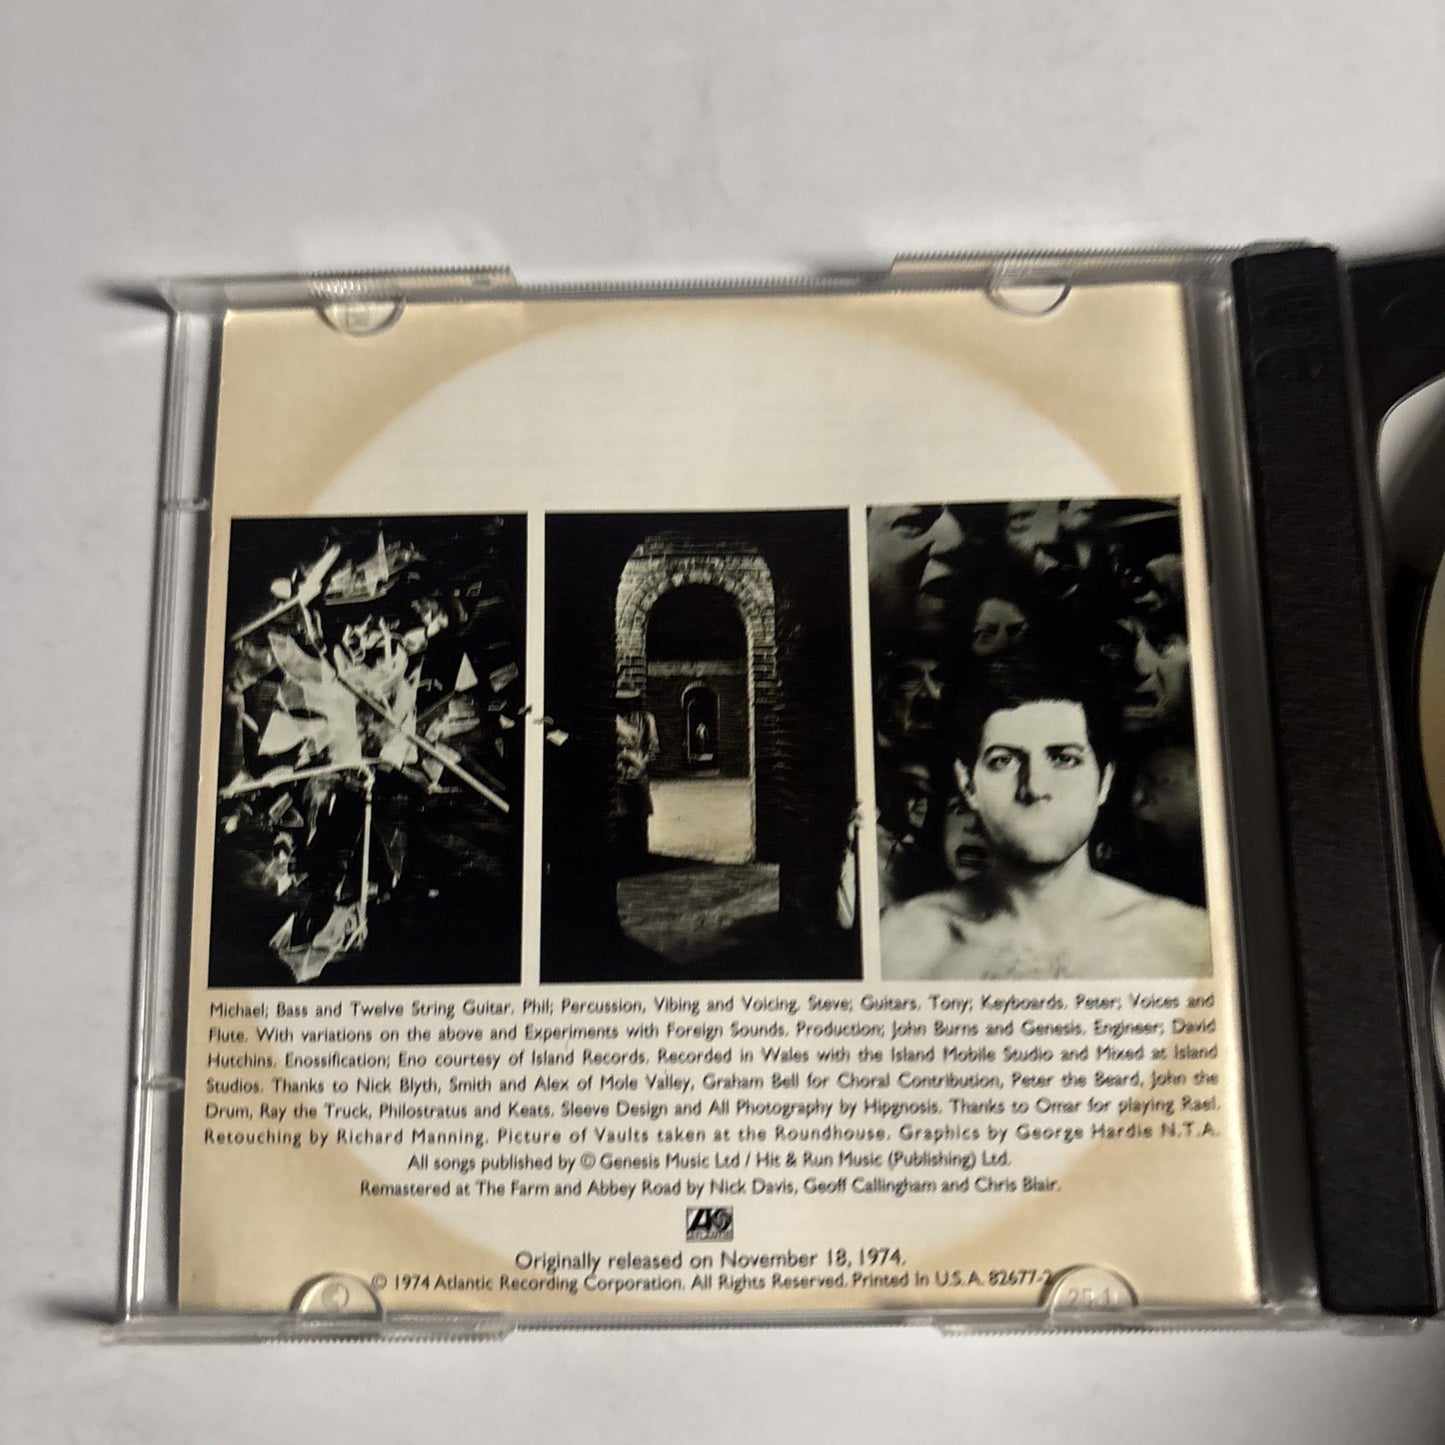 Michael; Bass and Twelve String Guitar. Phil; Percussion, Vibing and Voicing. Steve; Guitars. Tony; Keyboards. Peter; Voices and
Flute. With variations on the above and Experiments with Foreign Sounds. Production; John Burns and Genesis. Engineer; David
Hutchins. Enossification; Eno courtesy of Island Records. Recorded in Wales with the Island Mobile Studio and Mixed at Island
Studios. Thanks to Nick Blyth, Smith and Alex of Mole Valley, Graham Bell for Choral Contribution, Peter the Beard, John the
Drum, Ray the Truck, Philostratus and Keats. Sleeve Design and All Photography by Hipgnosis. Thanks to Omar for playing Rael.
Retouching by Richard Manning. Picture of Vaults taken at the Roundhouse. Graphics by George Hardie N.T.A.
All songs published by © Genesis Music Ltd / Hit & Run Music (Publishing) Ltd.
Remastered at The Farm and Abbey Road by Nick Davis, Geoff Callingham and Chris Blair.
ATLANTIC
Originally released on November 18, 1974.
© 1974 Atlantic Recording Corporation. All Rights Reserved. Printed in U.S.A. 82677-2